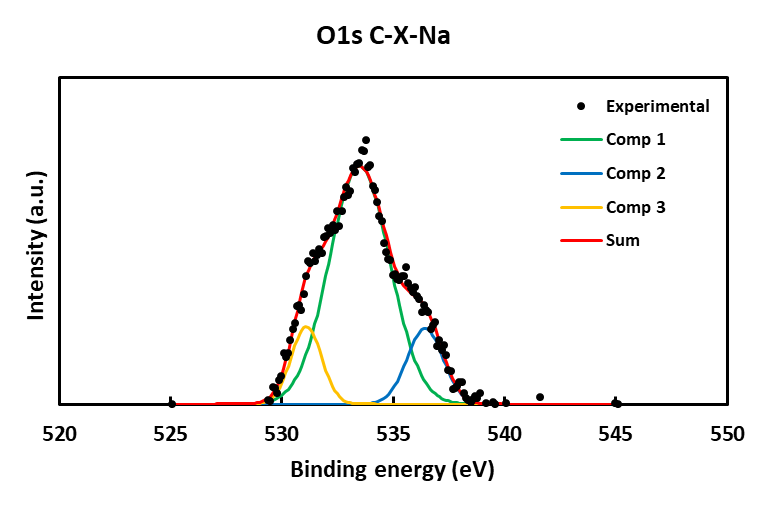 O1s C-X-Na
Experimental
Comp 1
Comp 2
Comp 3
Sum
Intensity (a.u.)
520 525 530 535 540 545 550
Binding energy (eV)